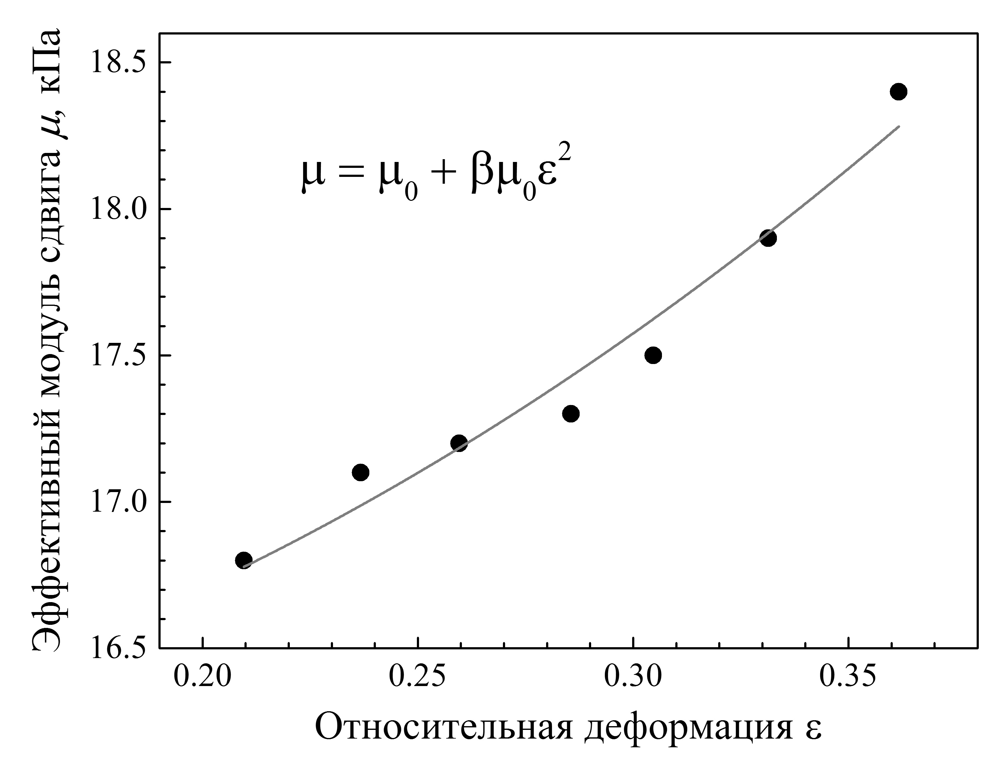 Эффективный модуль сдвига μ, кПа
18.5
18.0
17.5
17.0
16.5
μ = μ₀ + βμ₀ε²
0.20 0.25 0.30 0.35
Относительная деформация ε